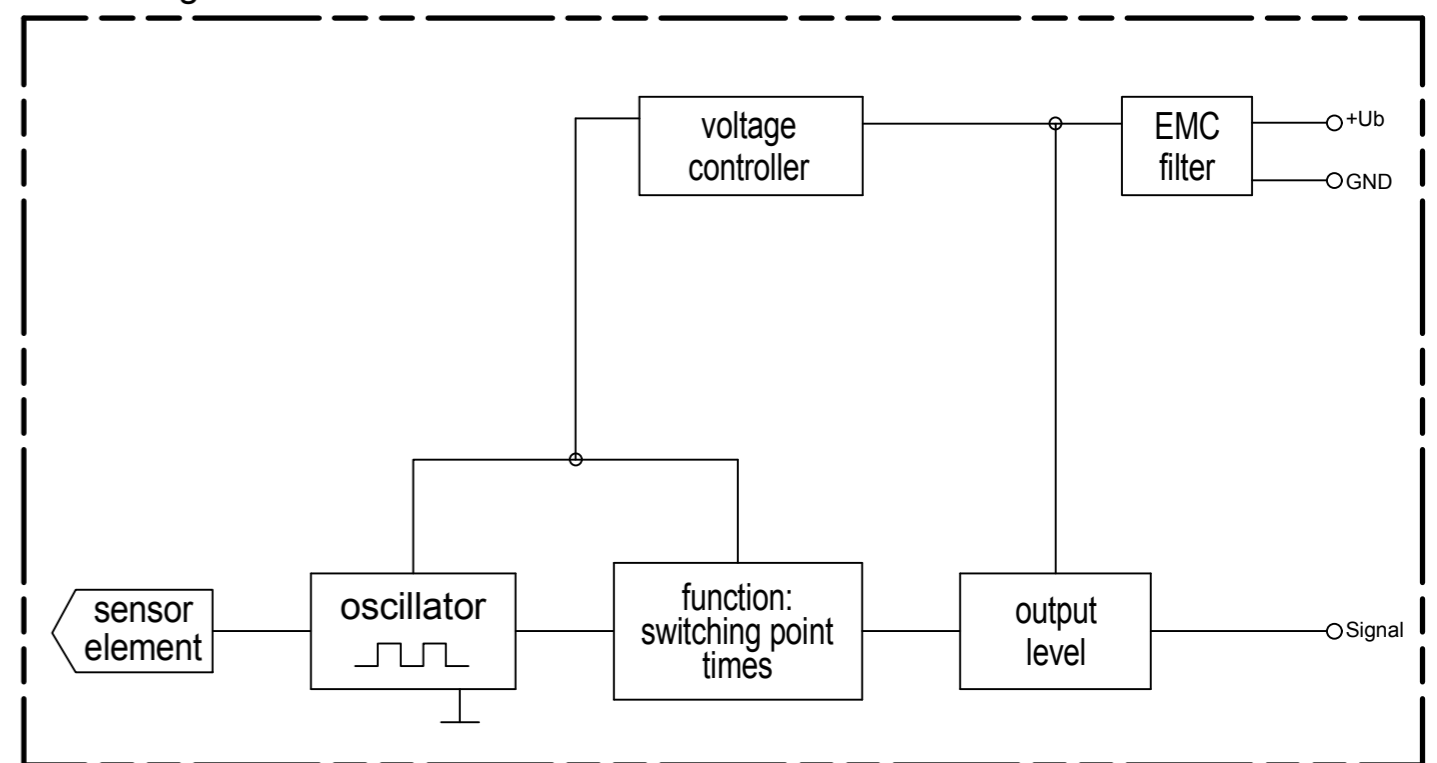 voltage
controller
EMC
filter
+Ub
GND
sensor
element
oscillator
function:
switching point
times
output
level
Signal